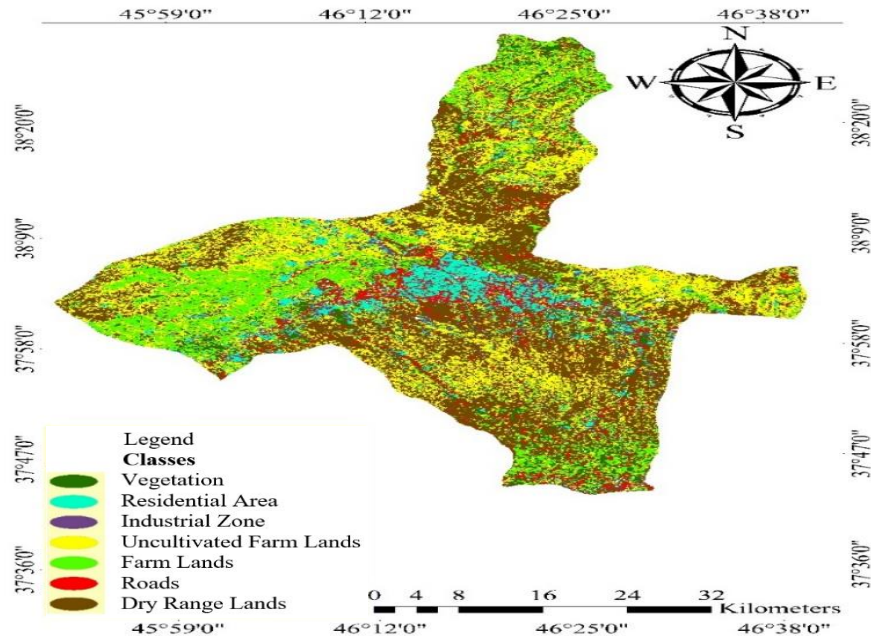 45°59'0" 46°12'0" 46°25'0" 46°38'0"
N
W E
S
38°20'0" 38°20'0"
38°9'0" 38°9'0"
37°58'0" 37°58'0"
37°47'0" 37°47'0"
37°36'0" 37°36'0"
Legend
Classes
Vegetation
Residential Area
Industrial Zone
Uncultivated Farm Lands
Farm Lands
Roads
Dry Range Lands
0 4 8 16 24 32
Kilometers
45°59'0" 46°12'0" 46°25'0" 46°38'0"